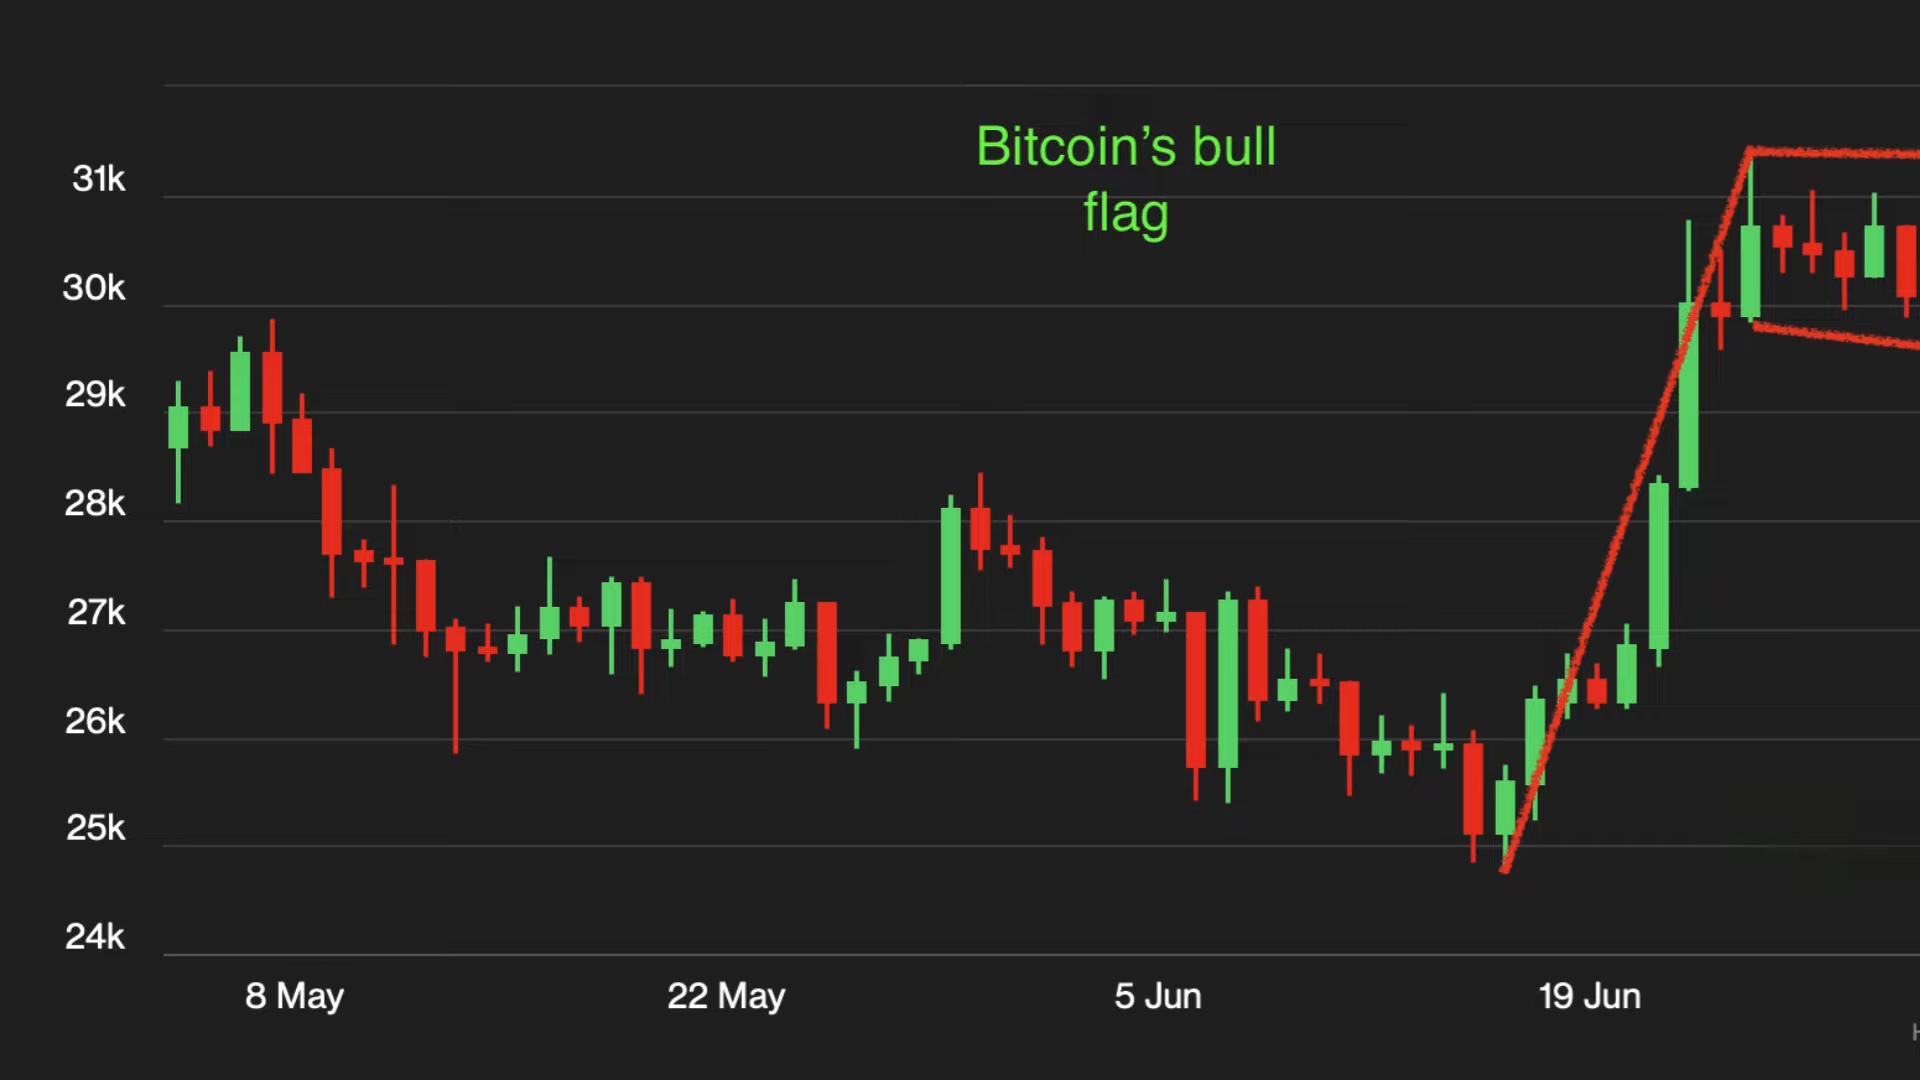 Bitcoin’s bull
flag
31k
30k
29k
28k
27k
26k
25k
24k
8 May
22 May
5 Jun
19 Jun